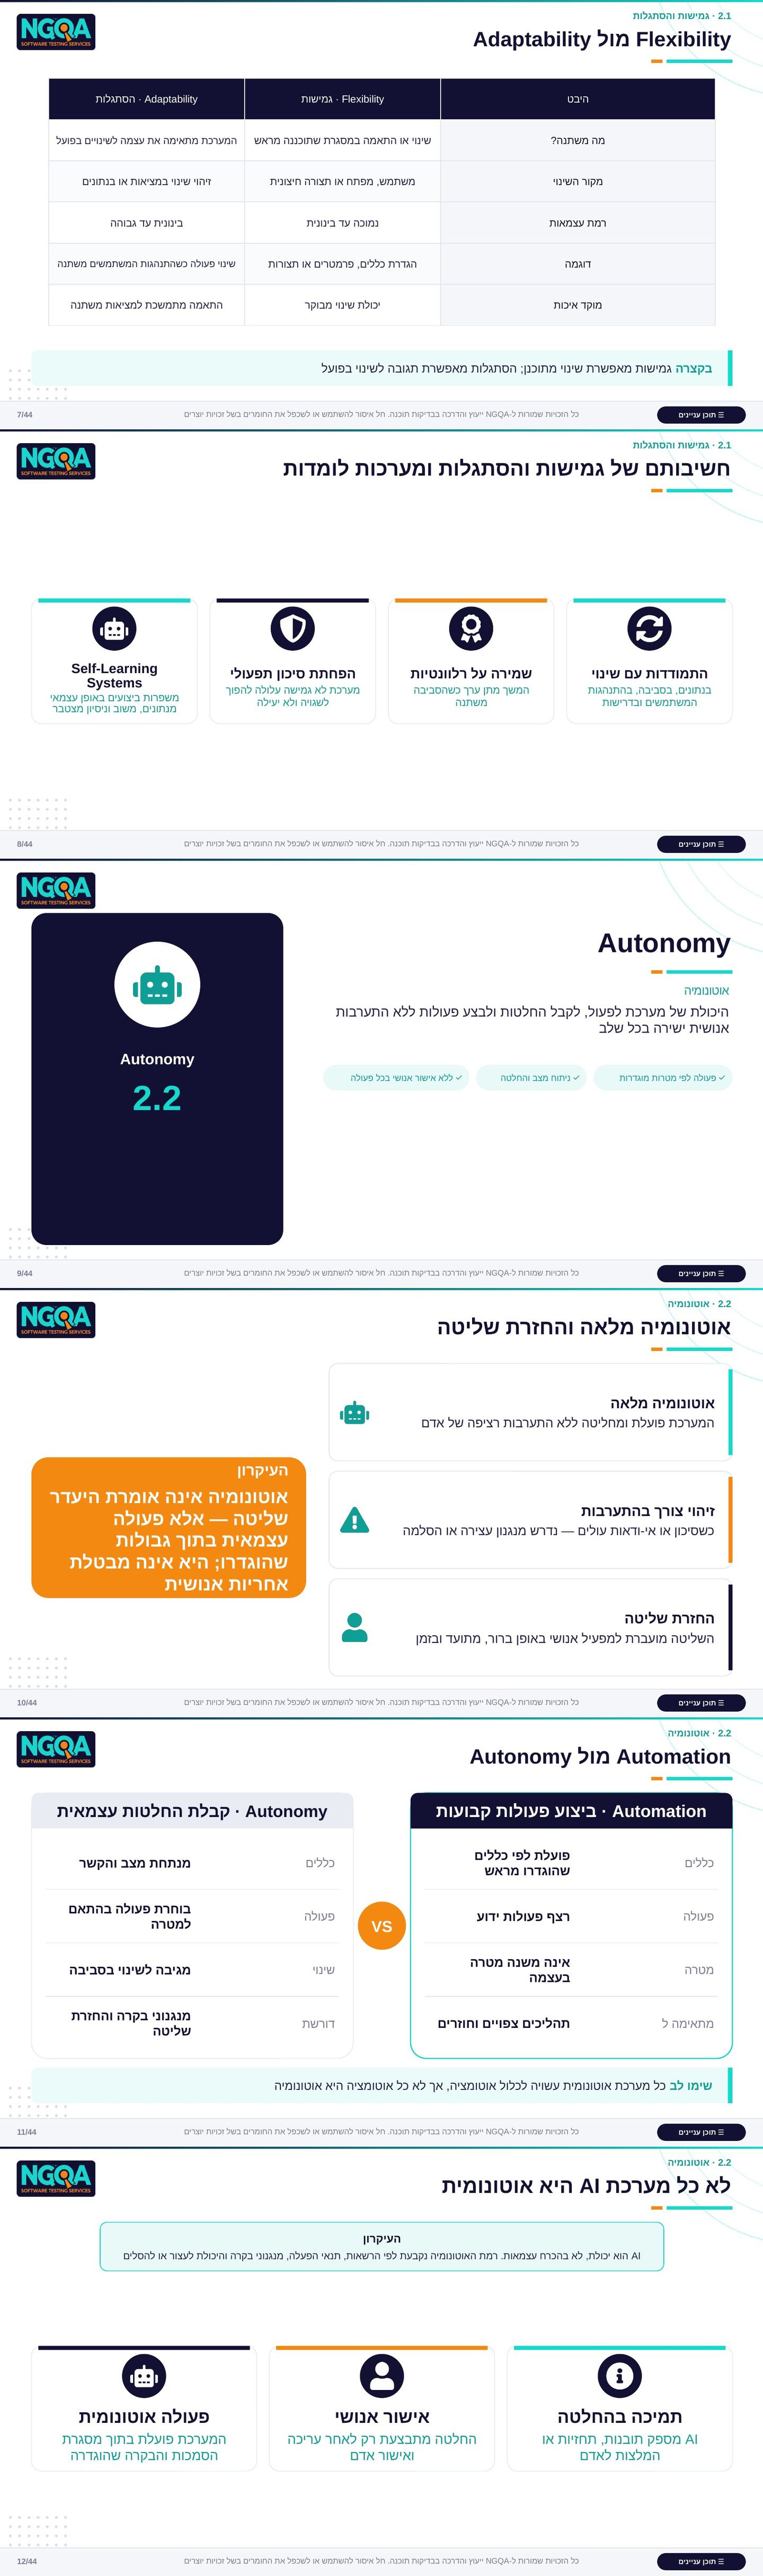 2.1 · גמישות והסתגלות
NGQA
SOFTWARE TESTING SERVICES
Flexibility מול Adaptability
היבט
Flexibility · גמישות
Adaptability · הסתגלות
מה משתנה?
שינוי או התאמה במסגרת שתוכננה מראש
המערכת מתאימה את עצמה לשינויים בפועל
מקור השינוי
משתמש, מפתח או תצורה חיצונית
זיהוי שינוי במציאות או בנתונים
רמת עצמאות
נמוכה עד בינונית
בינונית עד גבוהה
דוגמה
הגדרת כללים, פרמטרים או תצורות
שינוי פעולה כשהתנהגות המשתמשים משתנה
מוקד איכות
יכולת שינוי מבוקר
התאמה מתמשכת למציאות משתנה
בקצרה גמישות מאפשרת שינוי מתוכנן; הסתגלות מאפשרת תגובה לשינוי בפועל
☰ תוכן עניינים
כל הזכויות שמורות ל-NGQA ייעוץ והדרכה בבדיקות תוכנה. חל איסור להשתמש או לשכפל את החומרים בשל זכויות יוצרים
7/44
2.1 · גמישות והסתגלות
NGQA
SOFTWARE TESTING SERVICES
חשיבותם של גמישות והסתגלות ומערכות לומדות
התמודדות עם שינוי
בנתונים, בסביבה, בהתנהגות
המשתמשים ובדרישות
שמירה על רלוונטיות
המשך מתן ערך כשהסביבה
משתנה
הפחתת סיכון תפעולי
מערכת לא גמישה עלולה להפוך
לשגויה ולא יעילה
Self-Learning
Systems
משפרות ביצועים באופן עצמאי
מנתונים, משוב וניסיון מצטבר
☰ תוכן עניינים
כל הזכויות שמורות ל-NGQA ייעוץ והדרכה בבדיקות תוכנה. חל איסור להשתמש או לשכפל את החומרים בשל זכויות יוצרים
8/44
NGQA
SOFTWARE TESTING SERVICES
Autonomy
אוטונומיה
היכולת של מערכת לפעול, לקבל החלטות ולבצע פעולות ללא התערבות
אנושית ישירה בכל שלב
✓ פעולה לפי מטרות מוגדרות
✓ ניתוח מצב והחלטה
✓ ללא אישור אנושי בכל פעולה
Autonomy
2.2
☰ תוכן עניינים
כל הזכויות שמורות ל-NGQA ייעוץ והדרכה בבדיקות תוכנה. חל איסור להשתמש או לשכפל את החומרים בשל זכויות יוצרים
9/44
2.2 · אוטונומיה
NGQA
SOFTWARE TESTING SERVICES
אוטונומיה מלאה והחזרת שליטה
אוטונומיה מלאה
המערכת פועלת ומחליטה ללא התערבות רציפה של אדם
זיהוי צורך בהתערבות
כשסיכון או אי-ודאות עולים — נדרש מנגנון עצירה או הסלמה
החזרת שליטה
השליטה מועברת למפעיל אנושי באופן ברור, מתועד ובזמן
העיקרון
אוטונומיה אינה אומרת היעדר
שליטה — אלא פעולה
עצמאית בתוך גבולות
שהוגדרו; היא אינה מבטלת
אחריות אנושית
☰ תוכן עניינים
כל הזכויות שמורות ל-NGQA ייעוץ והדרכה בבדיקות תוכנה. חל איסור להשתמש או לשכפל את החומרים בשל זכויות יוצרים
10/44
2.2 · אוטונומיה
NGQA
SOFTWARE TESTING SERVICES
Automation מול Autonomy
Automation · ביצוע פעולות קבועות
כללים
פועלת לפי כללים
שהוגדרו מראש
פעולה
רצף פעולות ידוע
מטרה
אינה משנה מטרה
בעצמה
מתאימה ל
תהליכים צפויים וחוזרים
VS
Autonomy · קבלת החלטות עצמאית
כללים
מנתחת מצב והקשר
פעולה
בוחרת פעולה בהתאם
למטרה
שינוי
מגיבה לשינוי בסביבה
דורשת
מנגנוני בקרה והחזרת
שליטה
שימו לב כל מערכת אוטונומית עשויה לכלול אוטומציה, אך לא כל אוטומציה היא אוטונומיה
☰ תוכן עניינים
כל הזכויות שמורות ל-NGQA ייעוץ והדרכה בבדיקות תוכנה. חל איסור להשתמש או לשכפל את החומרים בשל זכויות יוצרים
11/44
2.2 · אוטונומיה
NGQA
SOFTWARE TESTING SERVICES
לא כל מערכת AI היא אוטונומית
העיקרון
AI הוא יכולת, לא בהכרח עצמאות. רמת האוטונומיה נקבעת לפי הרשאות, תנאי הפעלה, מנגנוני בקרה והיכולת לעצור או להסלים
תמיכה בהחלטה
AI מספק תובנות, תחזיות או
המלצות לאדם
אישור אנושי
החלטה מתבצעת רק לאחר עריכה
ואישור אדם
פעולה אוטונומית
המערכת פועלת בתוך מסגרת
הסמכות והבקרה שהוגדרה
☰ תוכן עניינים
כל הזכויות שמורות ל-NGQA ייעוץ והדרכה בבדיקות תוכנה. חל איסור להשתמש או לשכפל את החומרים בשל זכויות יוצרים
12/44